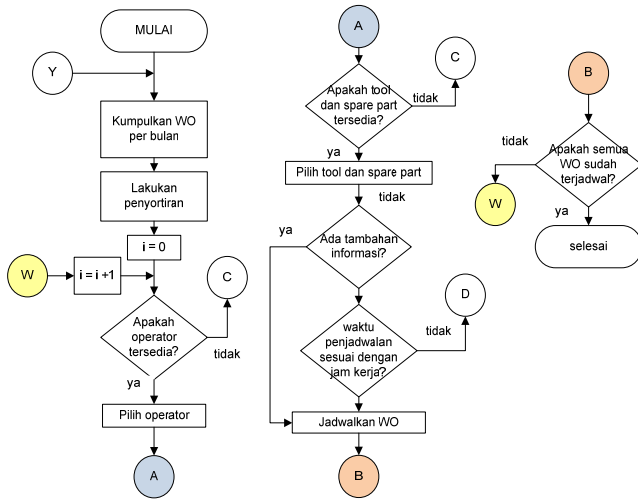 MULAI
Y
Kumpulkan WO
per bulan
Lakukan
penyortiran
i = 0
W
i = i +1
C
Apakah
operator
tersedia?
tidak
ya
Pilih operator
A
A
C
Apakah tool
dan spare part
tersedia?
tidak
ya
Pilih tool dan spare part
tidak
ya
Ada tambahan
informasi?
D
waktu
penjadwalan
sesuai dengan
jam kerja?
tidak
Jadwalkan WO
B
B
tidak
Apakah semua
WO sudah
terjadwal?
W
ya
selesai